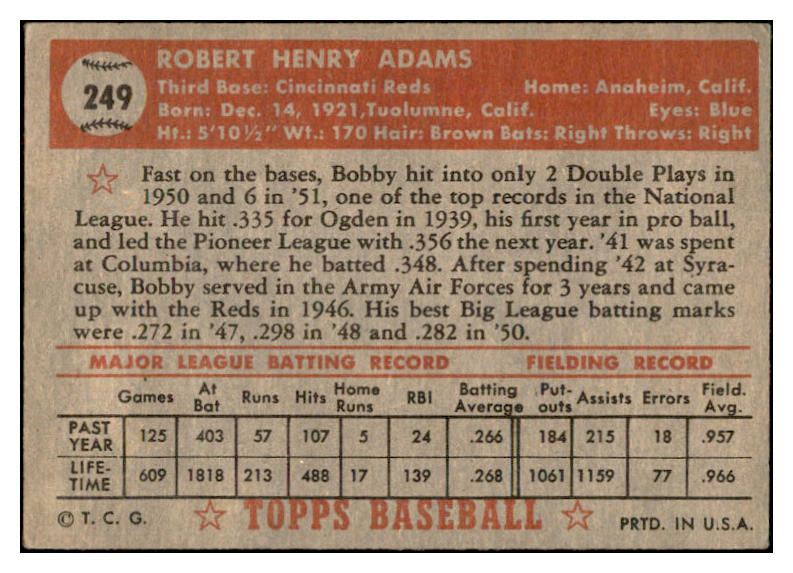 249
ROBERT HENRY ADAMS
Third Base: Cincinnati Reds Home: Anaheim, Calif.
Born: Dec. 14, 1921, Tuolumne, Calif. Eyes: Blue
Ht.: 5'10½" Wt.: 170 Hair: Brown Bats: Right Throws: Right
Fast on the bases, Bobby hit into only 2 Double Plays in
1950 and 6 in '51, one of the top records in the National
League. He hit .335 for Ogden in 1939, his first year in pro ball,
and led the Pioneer League with .356 the next year. '41 was spent
at Columbia, where he batted .348. After spending '42 at Syra-
cuse, Bobby served in the Army Air Forces for 3 years and came
up with the Reds in 1946. His best Big League batting marks
were .272 in '47, .298 in '48 and .282 in '50.
MAJOR LEAGUE BATTING RECORD FIELDING RECORD
Games At Bat Runs Hits Home Runs RBI Batting Average Put-outs Assists Errors Field. Avg.
PAST YEAR 125 403 57 107 5 24 .266 184 215 18 .957
LIFE-TIME 609 1818 213 488 17 139 .268 1061 1159 77 .966
© T. C. G. TOPPS BASEBALL PRTD. IN U.S.A.